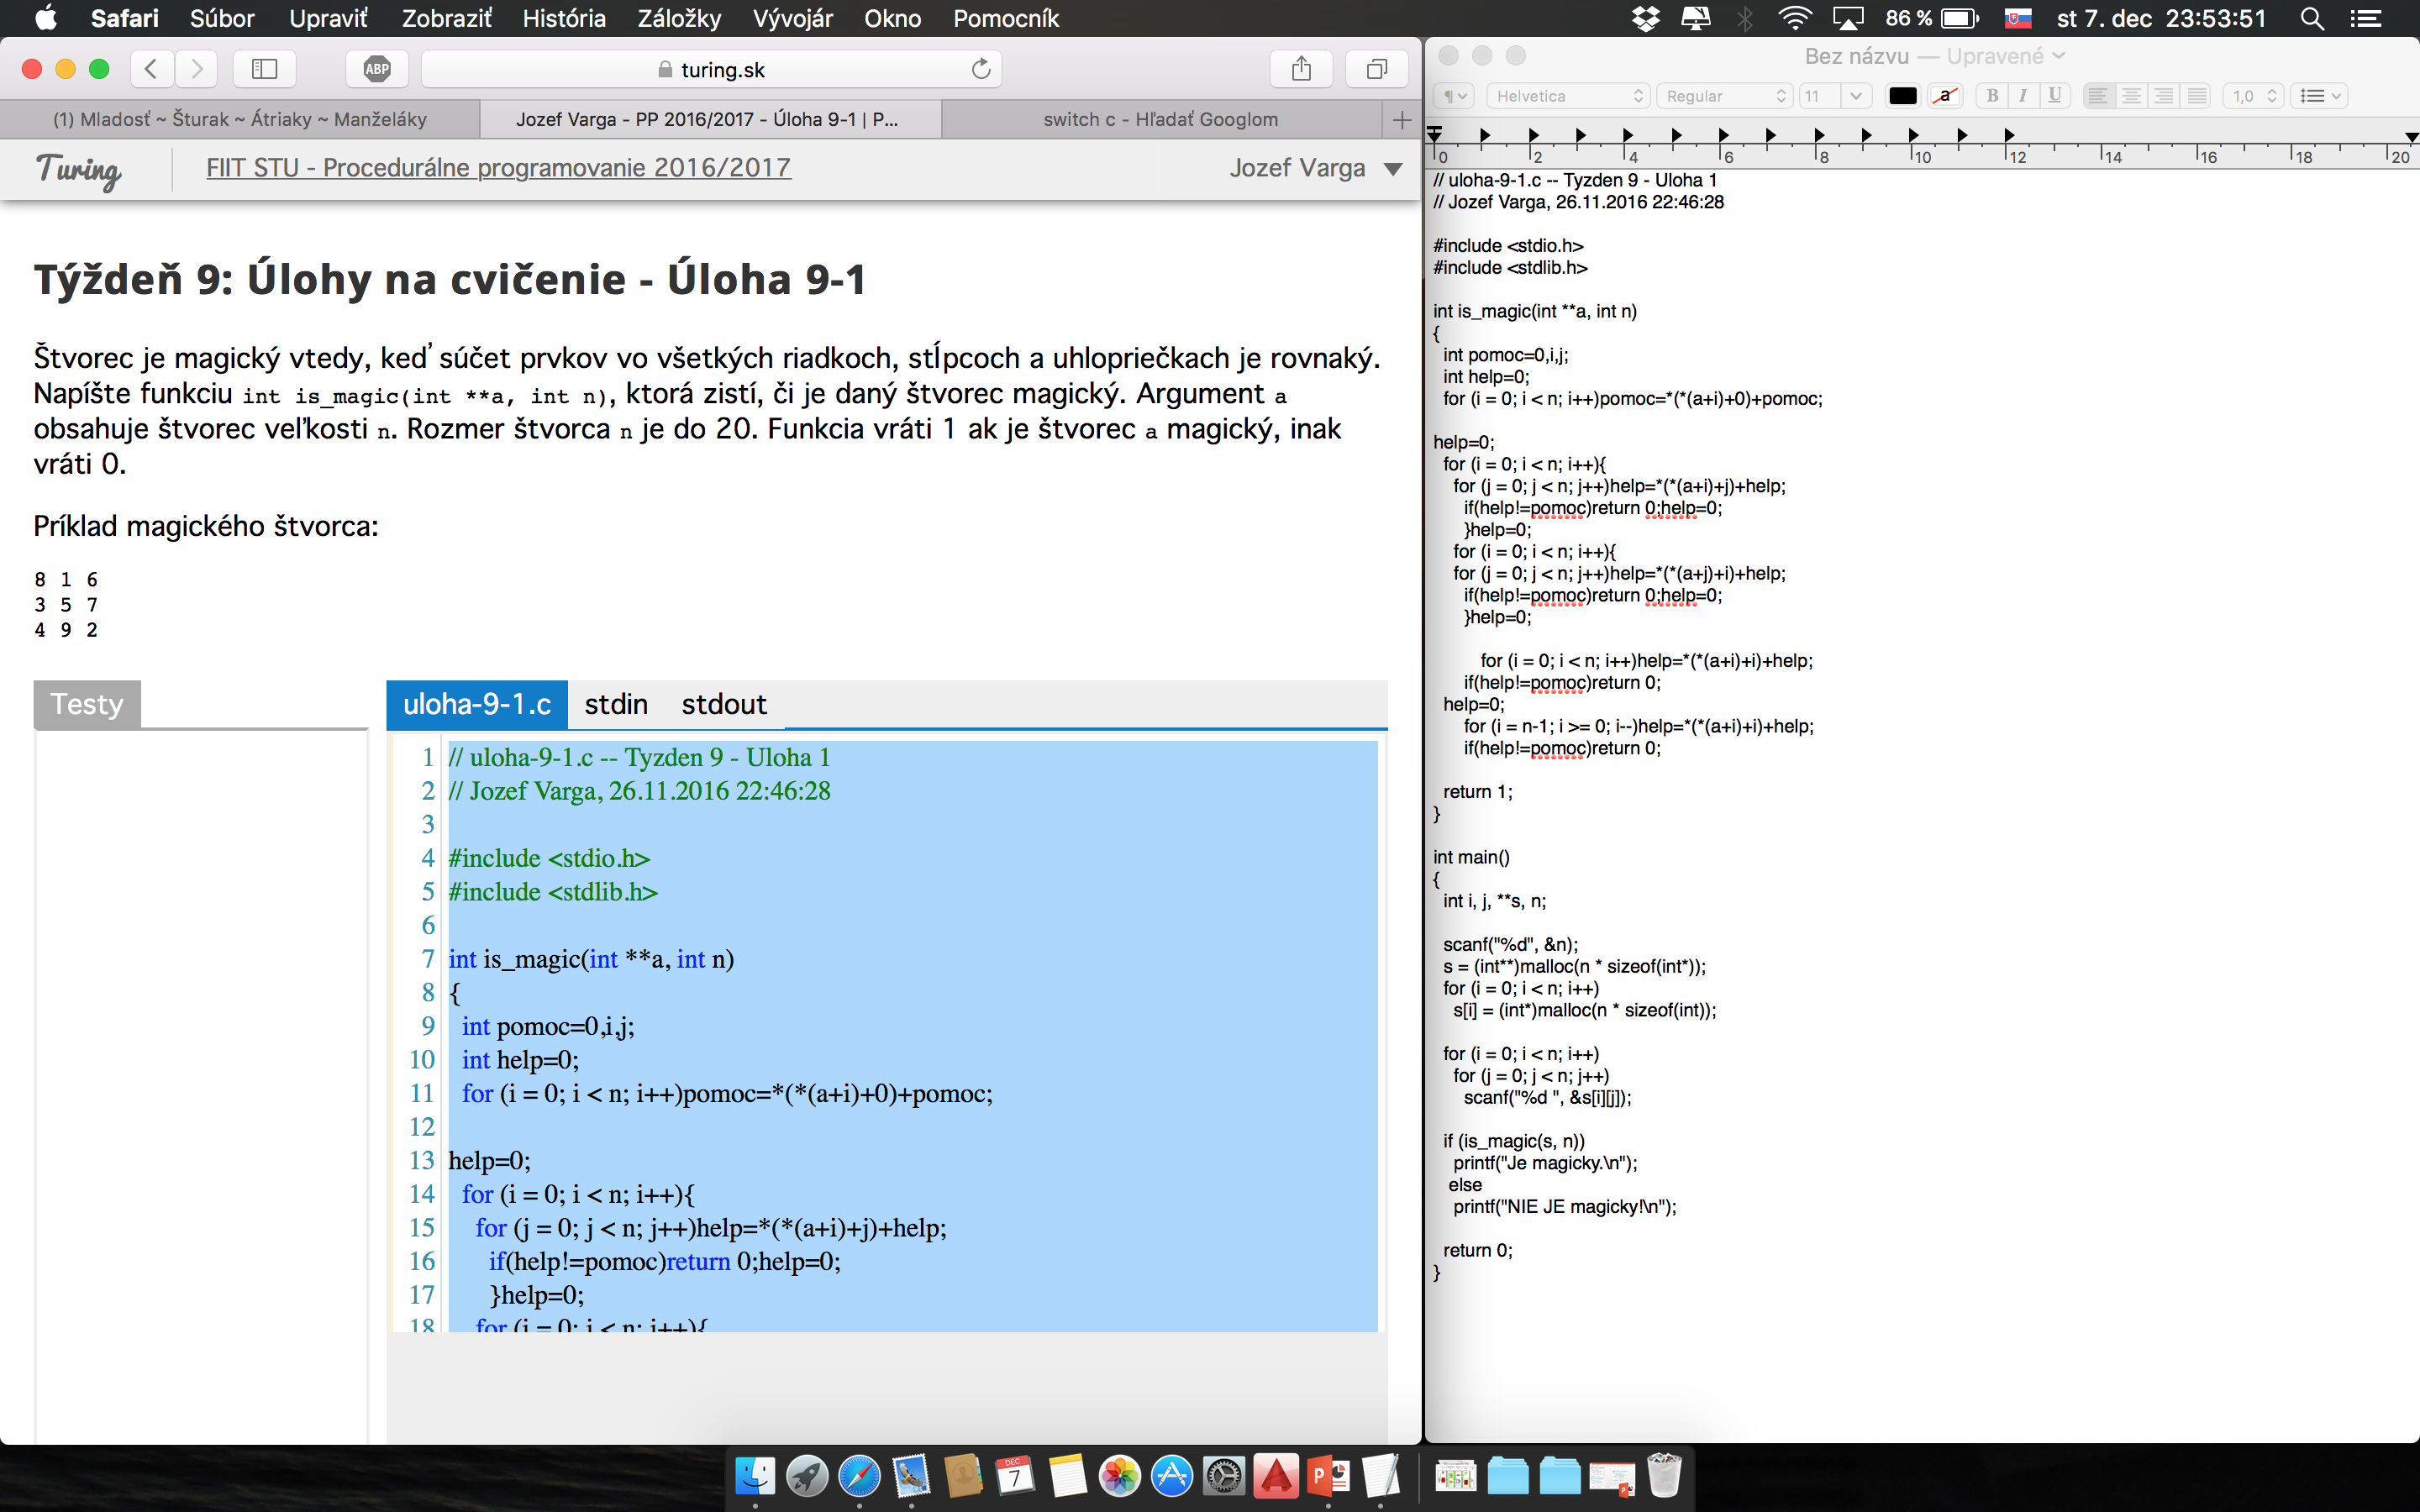 Safari Súbor Upraviť Zobraziť História Záložky Vývojár Okno Pomocník 86 % st 7. dec 23:53:51
ABP turing.sk
(1) Mladosť ~ Šturak ~ Átriaky ~ Manželáky Jozef Varga - PP 2016/2017 - Úloha 9-1 | P... switch c - Hľadať Googlom
Turing FIIT STU - Procedurálne programovanie 2016/2017 Jozef Varga
Týždeň 9: Úlohy na cvičenie - Úloha 9-1
Štvorec je magický vtedy, keď súčet prvkov vo všetkých riadkoch, stĺpcoch a uhlopriečkach je rovnaký.
Napíšte funkciu int is_magic(int **a, int n), ktorá zistí, či je daný štvorec magický. Argument a
obsahuje štvorec veľkosti n. Rozmer štvorca n je do 20. Funkcia vráti 1 ak je štvorec a magický, inak
vráti 0.
Príklad magického štvorca:
8 1 6
3 5 7
4 9 2
Testy
uloha-9-1.c stdin stdout
1 // uloha-9-1.c -- Tyzden 9 - Uloha 1
2 // Jozef Varga, 26.11.2016 22:46:28
3
4 #include <stdio.h>
5 #include <stdlib.h>
6
7 int is_magic(int **a, int n)
8 {
9 int pomoc=0,i,j;
10 int help=0;
11 for (i = 0; i < n; i++)pomoc=*(*(a+i)+0)+pomoc;
12
13 help=0;
14 for (i = 0; i < n; i++){
15 for (j = 0; j < n; j++)help=*(*(a+i)+j)+help;
16 if(help!=pomoc)return 0;help=0;
17 }help=0;
18 for (i = 0; i < n; i++){
Bez názvu — Upravené
Helvetica Regular 11 a B I U 1,0
0 2 4 6 8 10 12 14 16 18 20
// uloha-9-1.c -- Tyzden 9 - Uloha 1
// Jozef Varga, 26.11.2016 22:46:28
#include <stdio.h>
#include <stdlib.h>
int is_magic(int **a, int n)
{
int pomoc=0,i,j;
int help=0;
for (i = 0; i < n; i++)pomoc=*(*(a+i)+0)+pomoc;
help=0;
for (i = 0; i < n; i++){
for (j = 0; j < n; j++)help=*(*(a+i)+j)+help;
if(help!=pomoc)return 0;help=0;
}help=0;
for (i = 0; i < n; i++){
for (j = 0; j < n; j++)help=*(*(a+j)+i)+help;
if(help!=pomoc)return 0;help=0;
}help=0;
for (i = 0; i < n; i++)help=*(*(a+i)+i)+help;
if(help!=pomoc)return 0;
help=0;
for (i = n-1; i >= 0; i--)help=*(*(a+i)+i)+help;
if(help!=pomoc)return 0;
return 1;
}
int main()
{
int i, j, **s, n;
scanf("%d", &n);
s = (int**)malloc(n * sizeof(int*));
for (i = 0; i < n; i++)
s[i] = (int*)malloc(n * sizeof(int));
for (i = 0; i < n; i++)
for (j = 0; j < n; j++)
scanf("%d ", &s[i][j]);
if (is_magic(s, n))
printf("Je magicky.\n");
else
printf("NIE JE magicky!\n");
return 0;
}
DEC
7
P